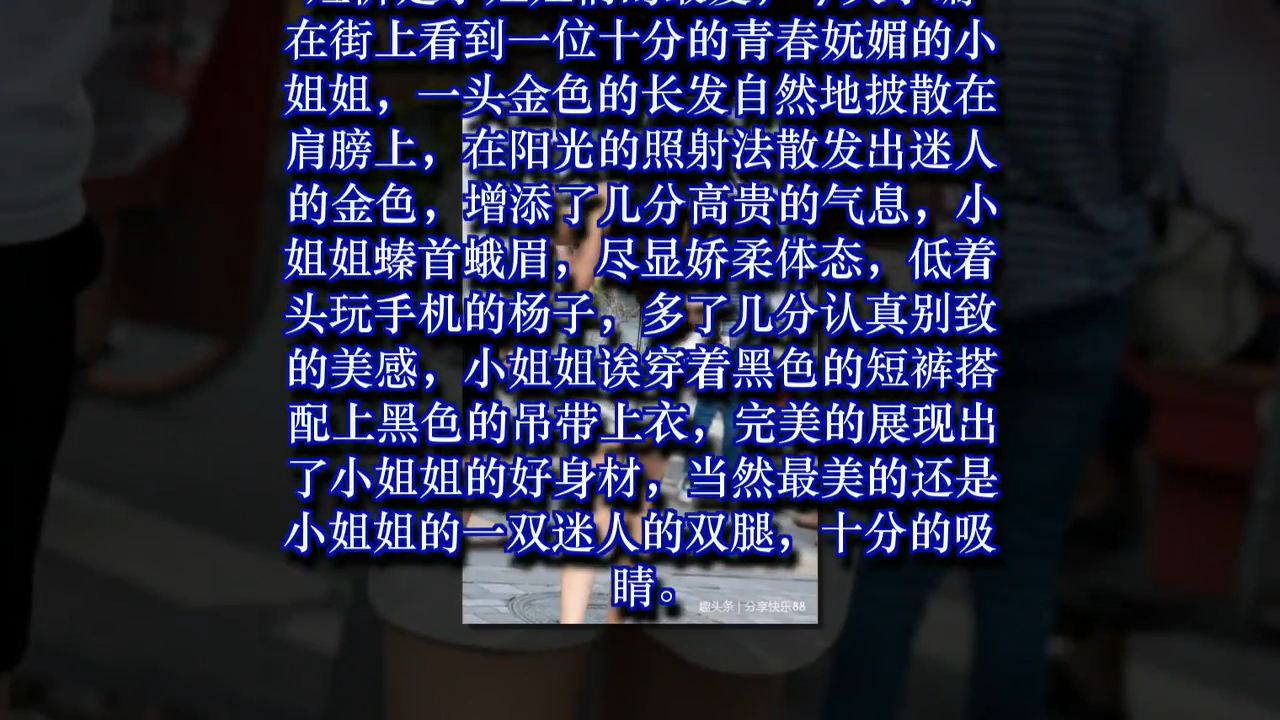 在街上看到一位十分的青春妩媚的小
姐姐，一头金色的长发自然地披散在
肩膀上，在阳光的照射法散发出迷人
的金色，增添了几分高贵的气息，小
姐姐螓首蛾眉，尽显娇柔体态，低着
头玩手机的杨子，多了几分认真别致
的美感，小姐姐诶穿着黑色的短裤搭
配上黑色的吊带上衣，完美的展现出
了小姐姐的好身材，当然最美的还是
小姐姐的一双迷人的双腿，十分的吸
睛。
趣头条 | 分享快乐88